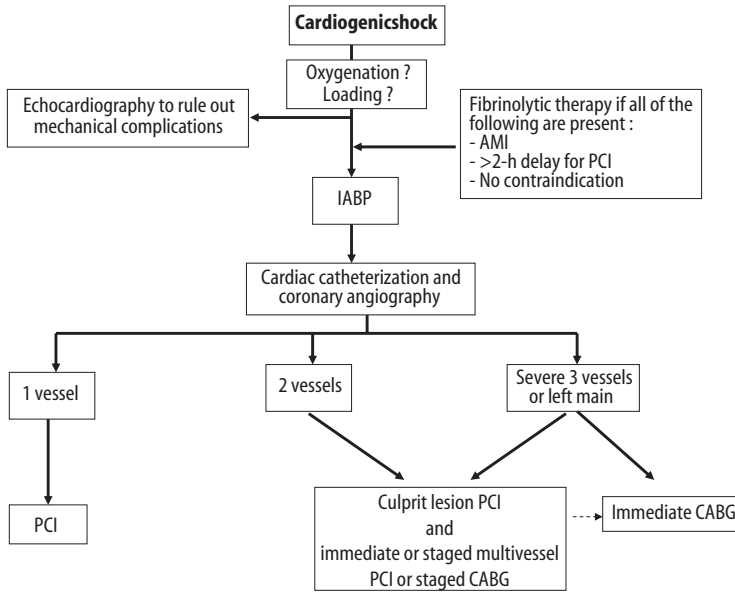 Cardiogenicshock
Oxygenation ?
Loading ?
Echocardiography to rule out
mechanical complications
Fibrinolytic therapy if all of the
following are present :
- AMI
- >2-h delay for PCI
- No contraindication
IABP
Cardiac catheterization and
coronary angiography
1 vessel
2 vessels
Severe 3 vessels
or left main
PCI
Culprit lesion PCI
and
immediate or staged multivessel
PCI or staged CABG
Immediate CABG